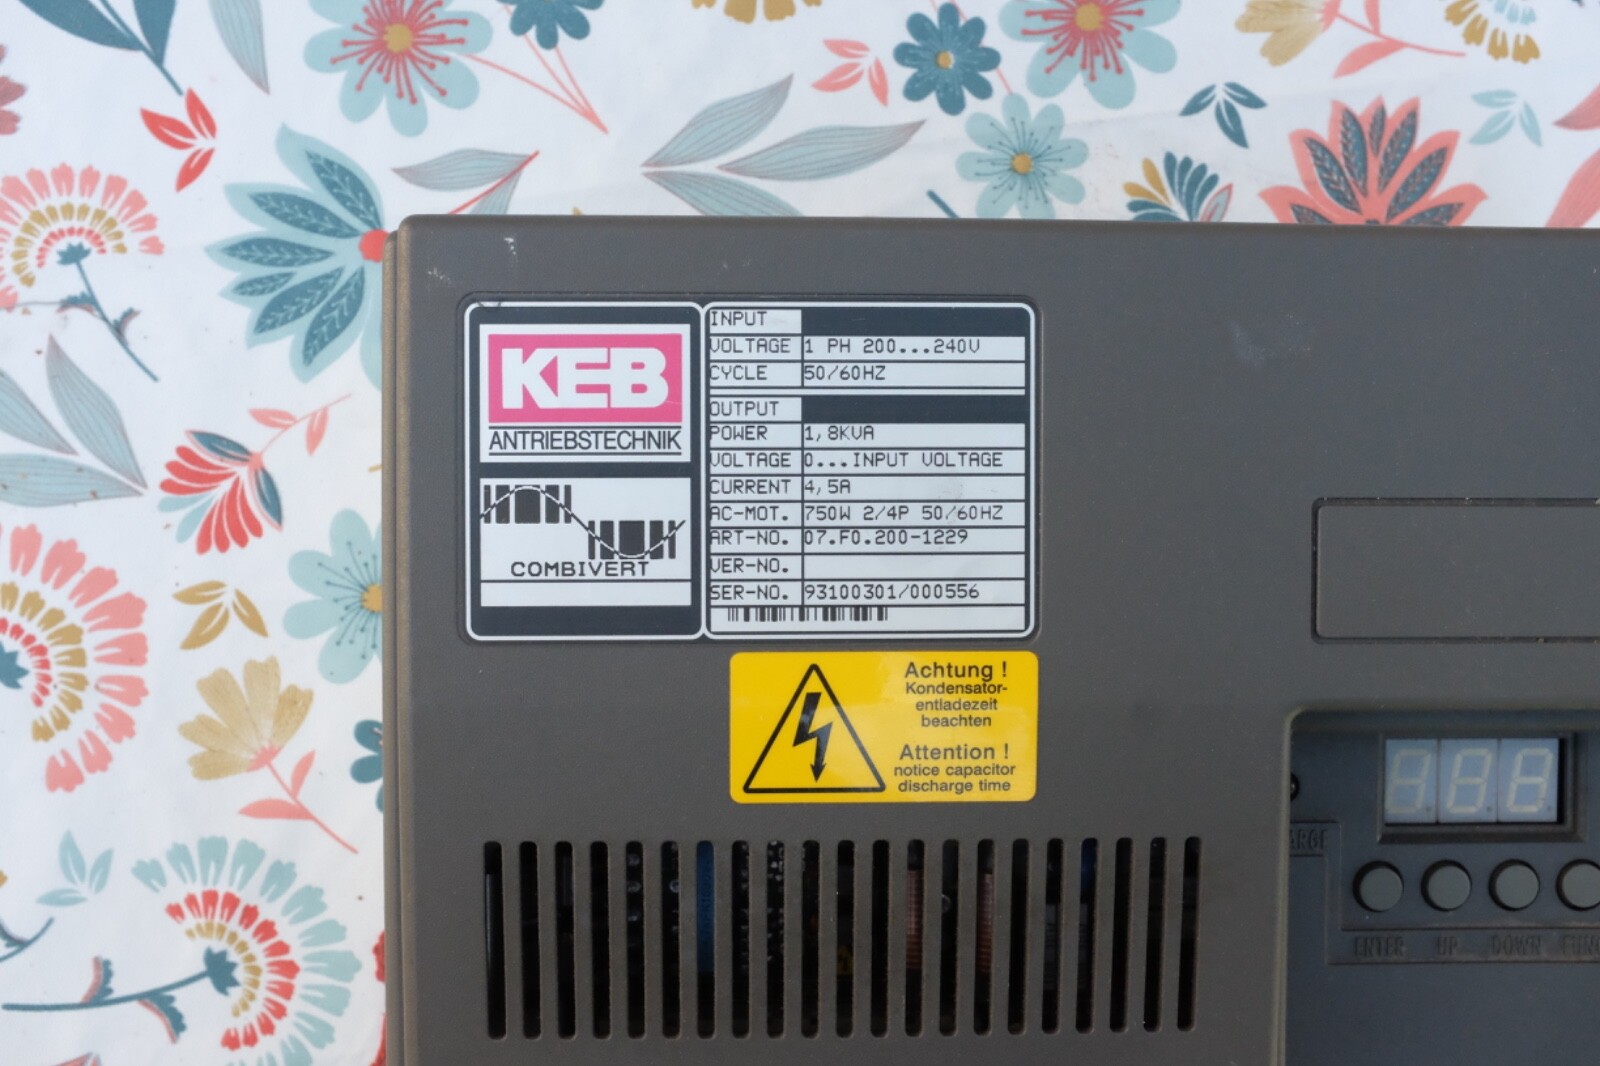 KEB
ANTRIEBSTECHNIK
COMBIVERT
INPUT
VOLTAGE 1 PH 200...240V
CYCLE 50/60HZ
OUTPUT
POWER 1,8KVA
VOLTAGE 0...INPUT VOLTAGE
CURRENT 4,5A
AC-MOT. 750W 2/4P 50/60HZ
ART-NO. 07.F0.200-1229
VER-NO.
SER-NO. 93100301/000556
Achtung !
Kondensator-
entladezeit
beachten
Attention !
notice capacitor
discharge time
ENTER UP DOWN